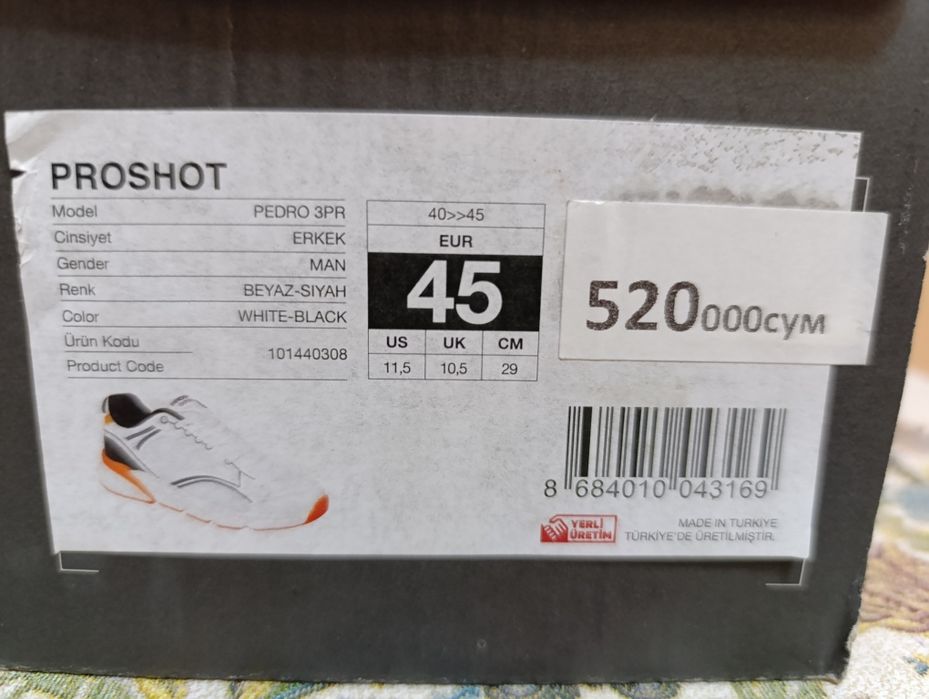 PROSHOT
Model PEDRO 3PR
Cinsiyet ERKEK
Gender MAN
Renk BEYAZ-SIYAH
Color WHITE-BLACK
Ürün Kodu
101440308
Product Code
40>>45
EUR
45
US UK CM
11,5 10,5 29
520000сум
8 684010 043169
YERLİ
ÜRETİM
MADE IN TURKIYE
TÜRKİYE'DE ÜRETİLMİŞTİR.